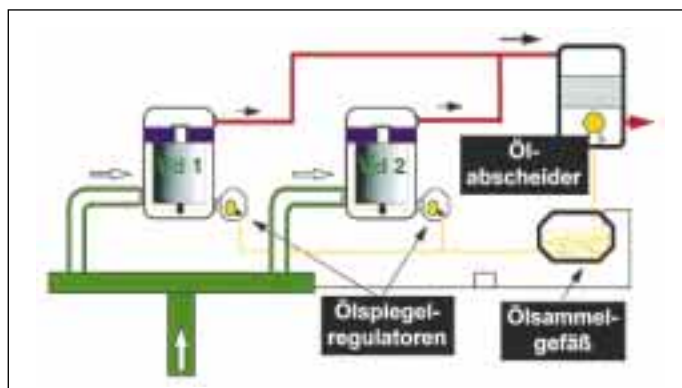 Vd 1
Vd 2
Öl-
abscheider
Ölspiegel-
regulatoren
Ölsammel-
gefäß